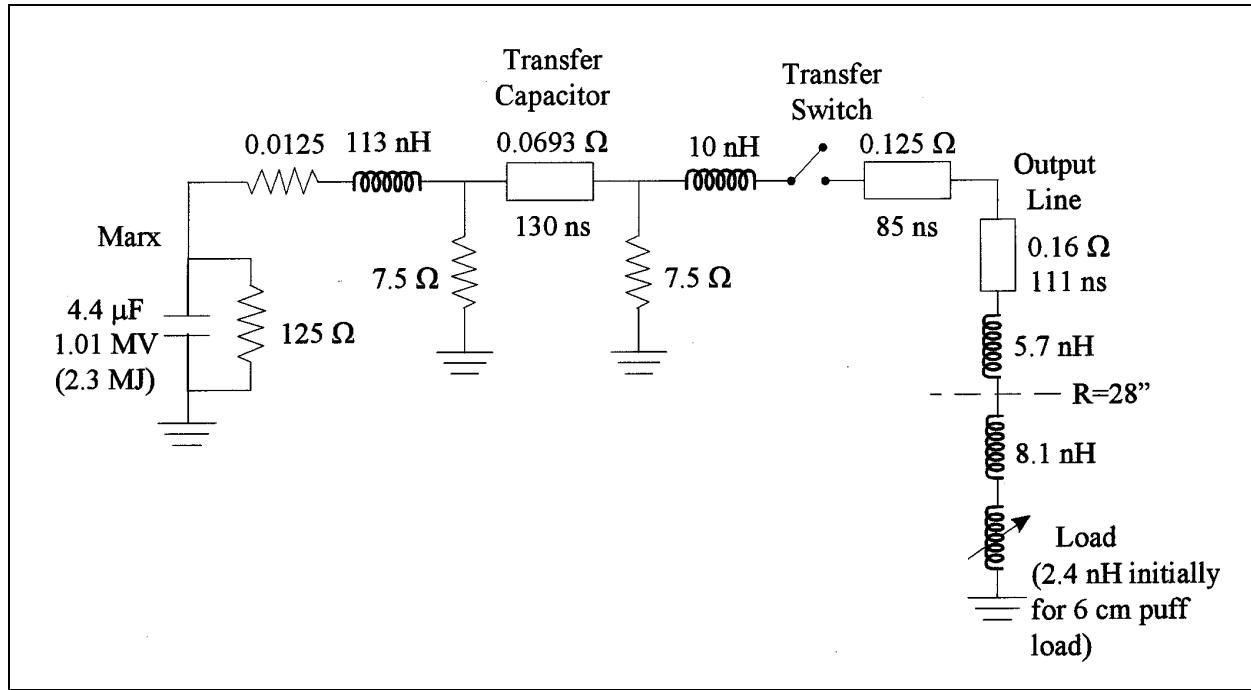 Transfer
Capacitor
Transfer
Switch
0.0125
113 nH
0.0693 Ω
10 nH
0.125 Ω
Output
Line
130 ns
85 ns
Marx
7.5 Ω
7.5 Ω
0.16 Ω
111 ns
4.4 μF
1.01 MV
(2.3 MJ)
125 Ω
5.7 nH
R=28”
8.1 nH
Load
(2.4 nH initially
for 6 cm puff
load)